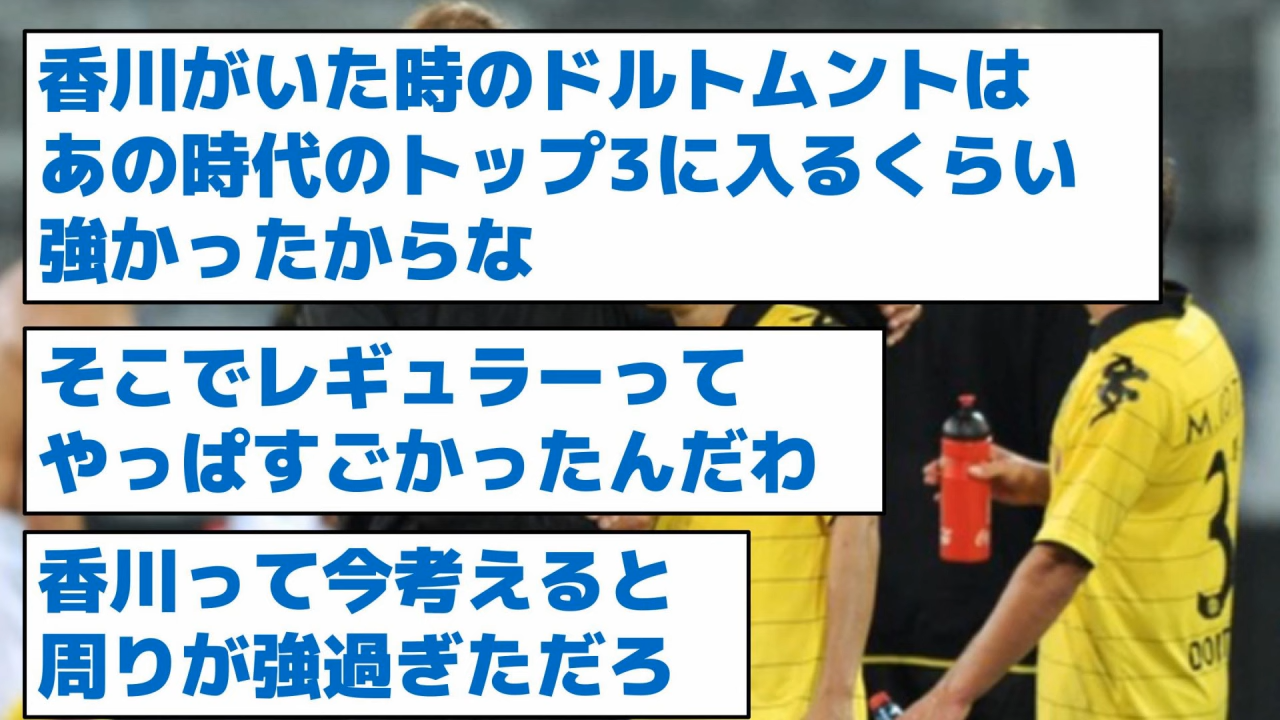 香川がいた時のドルトムントは
あの時代のトップ3に入るくらい
強かったからな
そこでレギュラーって
やっぱすごかったんだわ
香川って今考えると
周りが強過ぎただろ